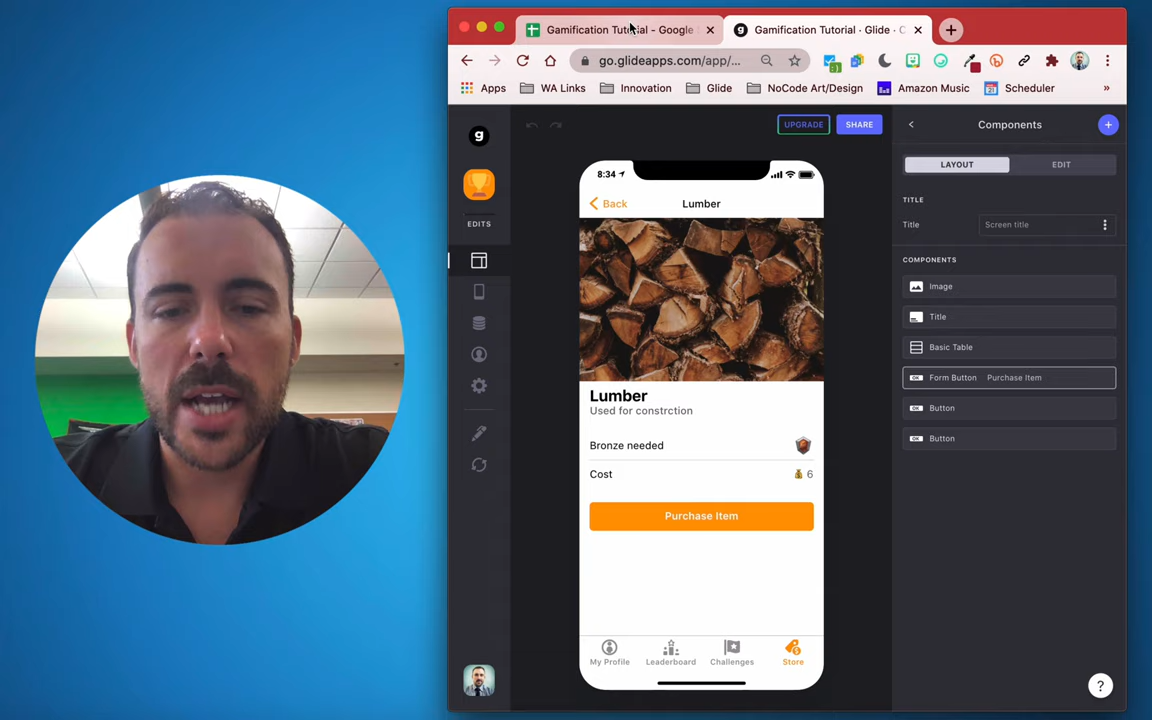 Gamification Tutorial - Google
Gamification Tutorial · Glide · C
go.glideapps.com/app/...
Apps
WA Links
Innovation
Glide
NoCode Art/Design
Amazon Music
Scheduler
»
g
EDITS
UPGRADE
SHARE
8:34
Back
Lumber
Lumber
Used for constrction
Bronze needed
Cost
6
Purchase Item
My Profile
Leaderboard
Challenges
Store
Components
LAYOUT
EDIT
TITLE
Title
Screen title
COMPONENTS
Image
Title
Basic Table
OK Form Button Purchase Item
OK Button
OK Button
?